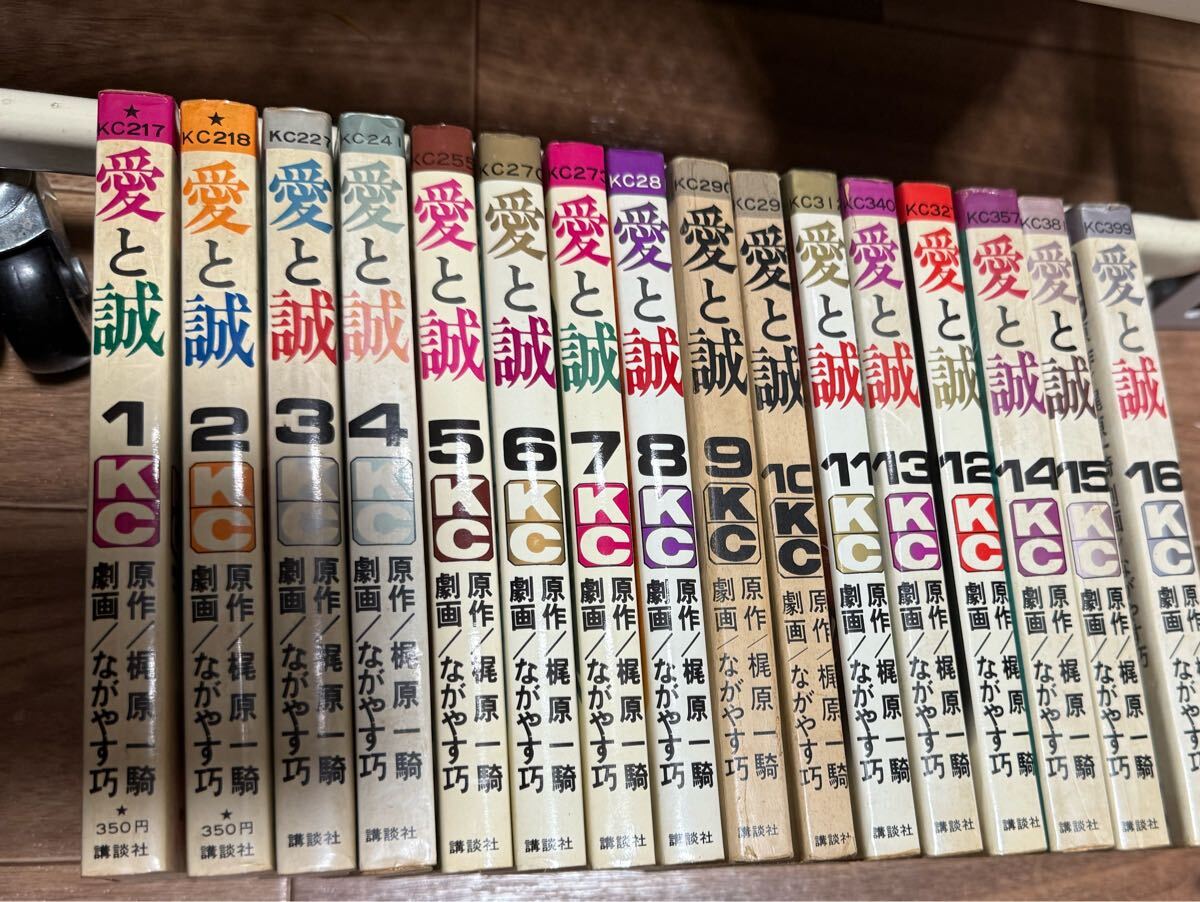 ★
KC217
愛と誠
1
KC
原作/梶原一騎
劇画/ながやす巧
★
350円
講談社
★
KC218
愛と誠
2
KC
原作/梶原一騎
劇画/ながやす巧
★
350円
講談社
KC227
愛と誠
3
KC
原作/梶原一騎
劇画/ながやす巧
講談社
KC241
愛と誠
4
KC
原作/梶原一騎
劇画/ながやす巧
講談社
KC255
愛と誠
5
KC
原作/梶原一騎
劇画/ながやす巧
講談社
KC270
愛と誠
6
KC
原作/梶原一騎
劇画/ながやす巧
講談社
KC273
愛と誠
7
KC
原作/梶原一騎
劇画/ながやす巧
講談社
KC28
愛と誠
8
KC
原作/梶原一騎
劇画/ながやす巧
講談社
KC290
愛と誠
9
KC
原作/梶原一騎
劇画/ながやす巧
講談社
KC29
愛と誠
10
KC
原作/梶原一騎
劇画/ながやす巧
講談社
KC312
愛と誠
11
KC
原作/梶原一騎
劇画/ながやす巧
講談社
KC340
愛と誠
13
KC
原作/梶原一騎
劇画/ながやす巧
講談社
KC327
愛と誠
12
KC
原作/梶原一騎
劇画/ながやす巧
講談社
KC357
愛と誠
14
KC
原作/梶原一騎
劇画/ながやす巧
講談社
KC381
愛と誠
15
KC
原作/梶原一騎
劇画/ながやす巧
講談社
KC399
愛と誠
16
KC